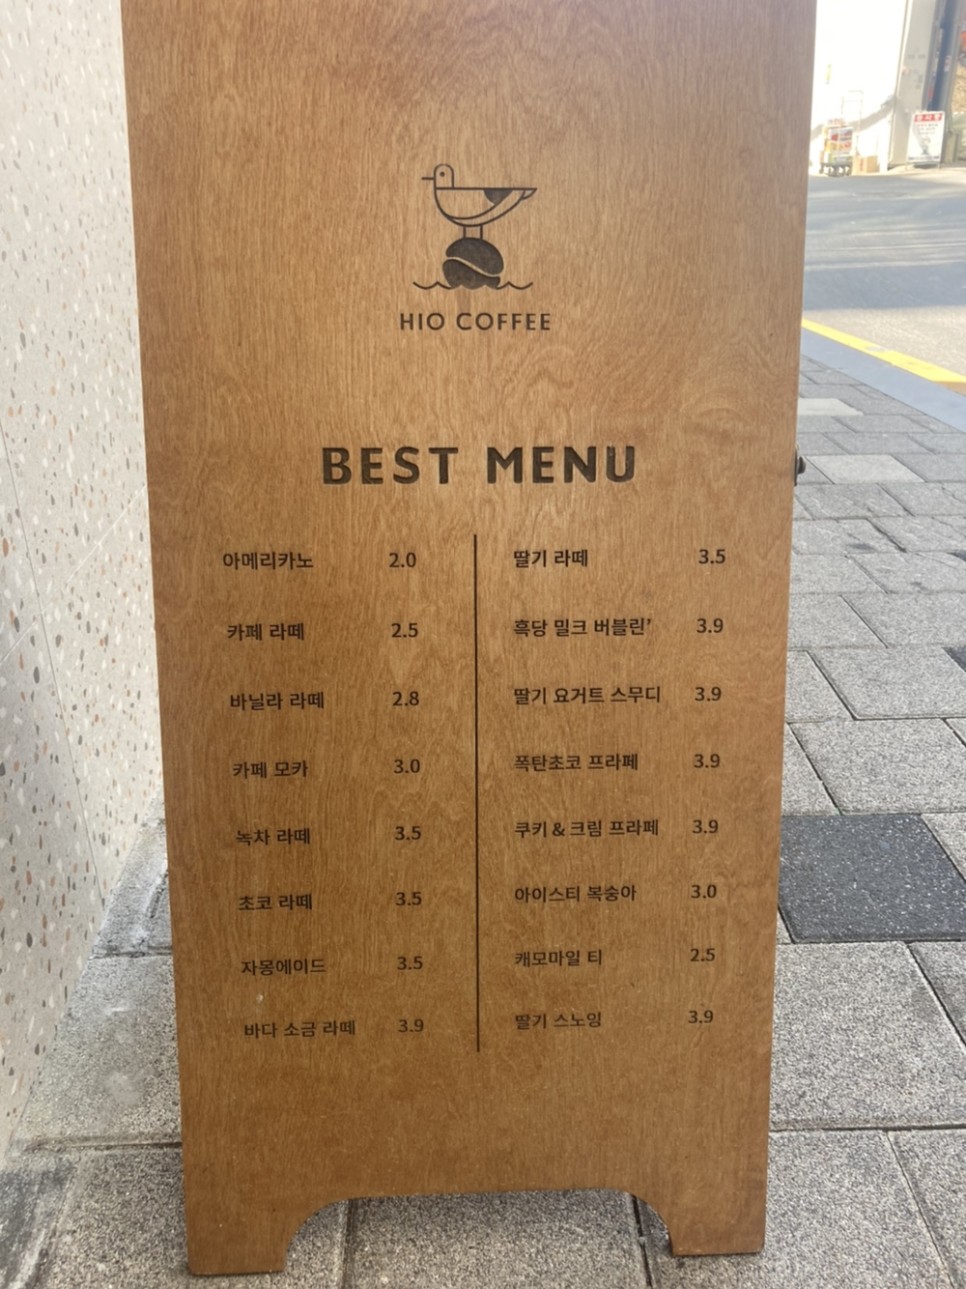 HIO COFFEE
BEST MENU
아메리카노 2.0
카페 라떼 2.5
바닐라 라떼 2.8
카페 모카 3.0
녹차 라떼 3.5
초코 라떼 3.5
자몽에이드 3.5
바다 소금 라떼 3.9
딸기 라떼 3.5
흑당 밀크 버블린’ 3.9
딸기 요거트 스무디 3.9
폭탄초코 프라페 3.9
쿠키 & 크림 프라페 3.9
아이스티 복숭아 3.0
캐모마일 티 2.5
딸기 스노잉 3.9